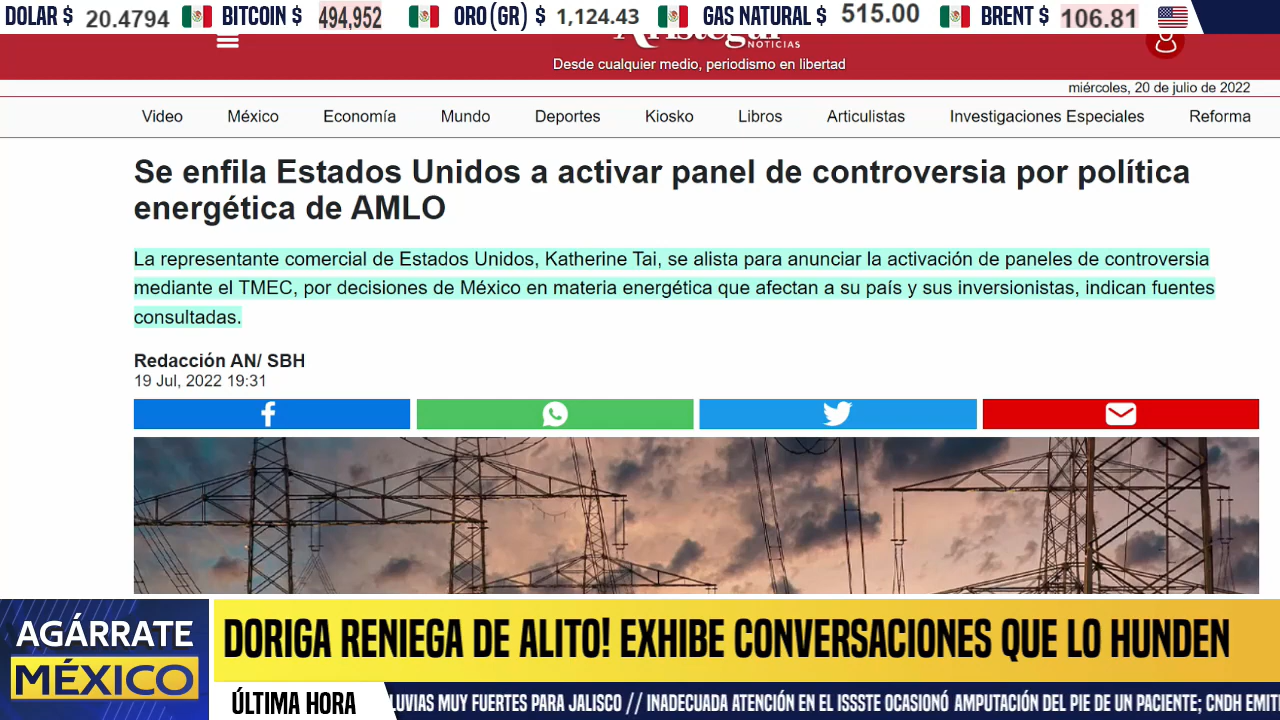 DOLAR $ 20.4794 BITCOIN $ 494,952 ORO (GR) $ 1,124.43 GAS NATURAL $ 515.00 BRENT $ 106.81
NOTICIAS
Desde cualquier medio, periodismo en libertad
miércoles, 20 de julio de 2022
Video México Economía Mundo Deportes Kiosko Libros Articulistas Investigaciones Especiales Reforma
Se enfila Estados Unidos a activar panel de controversia por política
energética de AMLO
La representante comercial de Estados Unidos, Katherine Tai, se alista para anunciar la activación de paneles de controversia
mediante el TMEC, por decisiones de México en materia energética que afectan a su país y sus inversionistas, indican fuentes
consultadas.
Redacción AN/ SBH
19 Jul, 2022 19:31
AGÁRRATE
MÉXICO
DORIGA RENIEGA DE ALITO! EXHIBE CONVERSACIONES QUE LO HUNDEN
ÚLTIMA HORA
LLUVIAS MUY FUERTES PARA JALISCO // INADECUADA ATENCIÓN EN EL ISSSTE OCASIONÓ AMPUTACIÓN DEL PIE DE UN PACIENTE; CNDH EMITE